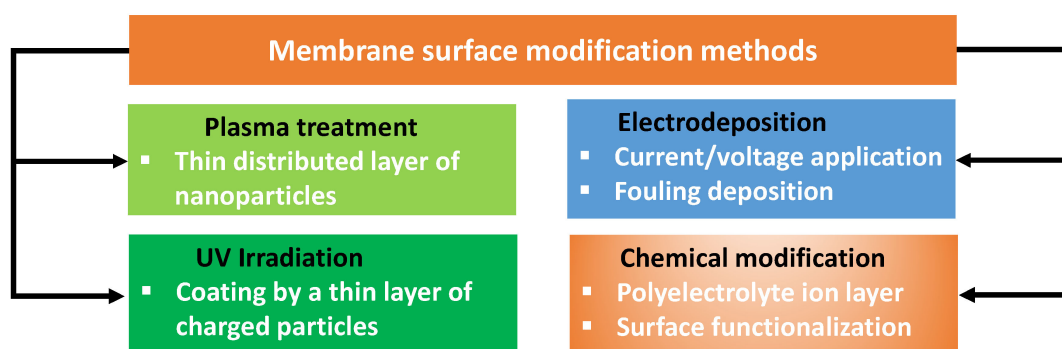 Membrane surface modification methods
Plasma treatment
▪ Thin distributed layer of
nanoparticles
Electrodeposition
▪ Current/voltage application
▪ Fouling deposition
UV Irradiation
▪ Coating by a thin layer of
charged particles
Chemical modification
▪ Polyelectrolyte ion layer
▪ Surface functionalization